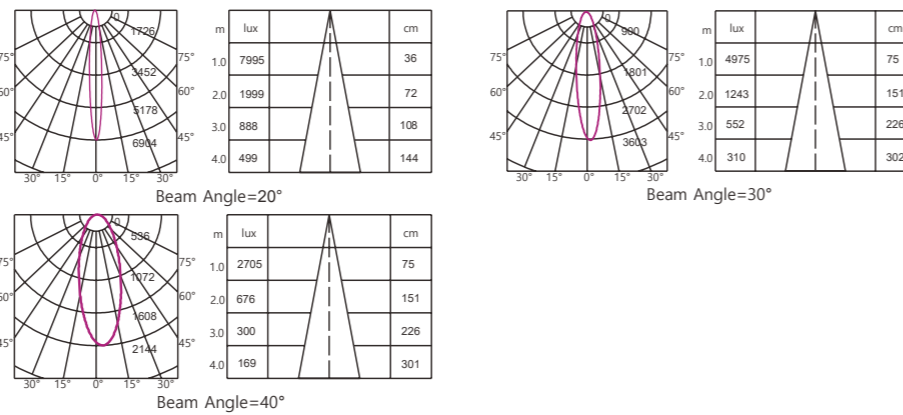 0
1726
3452
5178
6904
75°
60°
45°
75°
60°
45°
30° 15° 0° 15° 30°
m lux cm
1.0 7995 36
2.0 1999 72
3.0 888 108
4.0 499 144
Beam Angle=20°
0
900
1801
2702
3603
75°
60°
45°
75°
60°
45°
30° 15° 0° 15° 30°
m lux cm
1.0 4975 75
2.0 1243 151
3.0 552 226
4.0 310 302
Beam Angle=30°
0
536
1072
1608
2144
75°
60°
45°
75°
60°
45°
30° 15° 0° 15° 30°
m lux cm
1.0 2705 75
2.0 676 151
3.0 300 226
4.0 169 301
Beam Angle=40°